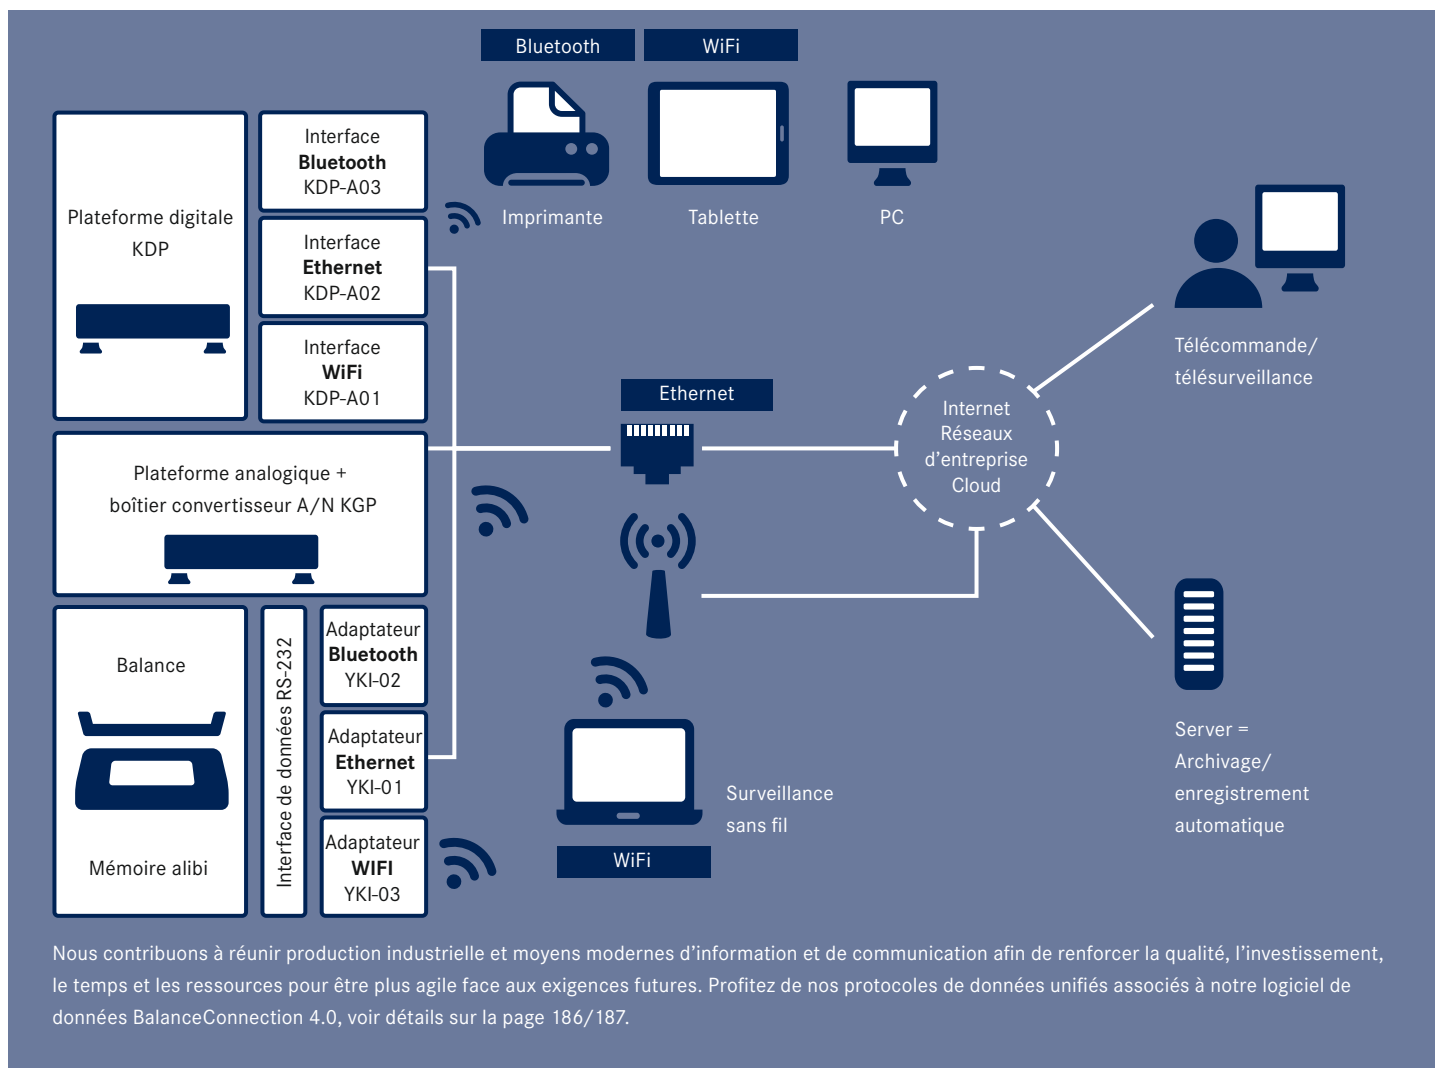 Bluetooth
WiFi
Imprimante
Tablette
PC
Plateforme digitale
KDP
Interface
Bluetooth
KDP-A03
Interface
Ethernet
KDP-A02
Interface
WiFi
KDP-A01
Plateforme analogique +
boîtier convertisseur A/N KGP
Balance
Mémoire alibi
Interface de données RS-232
Adaptateur
Bluetooth
YKI-02
Adaptateur
Ethernet
YKI-01
Adaptateur
WIFI
YKI-03
Ethernet
Internet
Réseaux
d’entreprise
Cloud
Télécommande/
télésurveillance
Server =
Archivage/
enregistrement
automatique
Surveillance
sans fil
WiFi
Nous contribuons à réunir production industrielle et moyens modernes d’information et de communication afin de renforcer la qualité, l’investissement,
le temps et les ressources pour être plus agile face aux exigences futures. Profitez de nos protocoles de données unifiés associés à notre logiciel de
données BalanceConnection 4.0, voir détails sur la page 186/187.